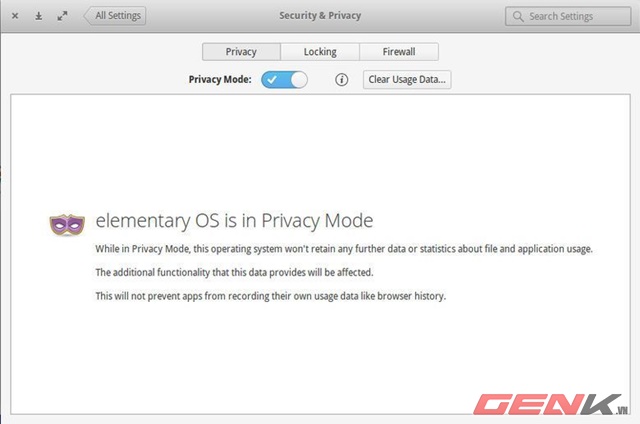 All Settings
Security & Privacy
Search Settings
Privacy
Locking
Firewall
Privacy Mode:
Clear Usage Data...
elementary OS is in Privacy Mode
While in Privacy Mode, this operating system won't retain any further data or statistics about file and application usage.
The additional functionality that this data provides will be affected.
This will not prevent apps from recording their own usage data like browser history.
GENK.VN